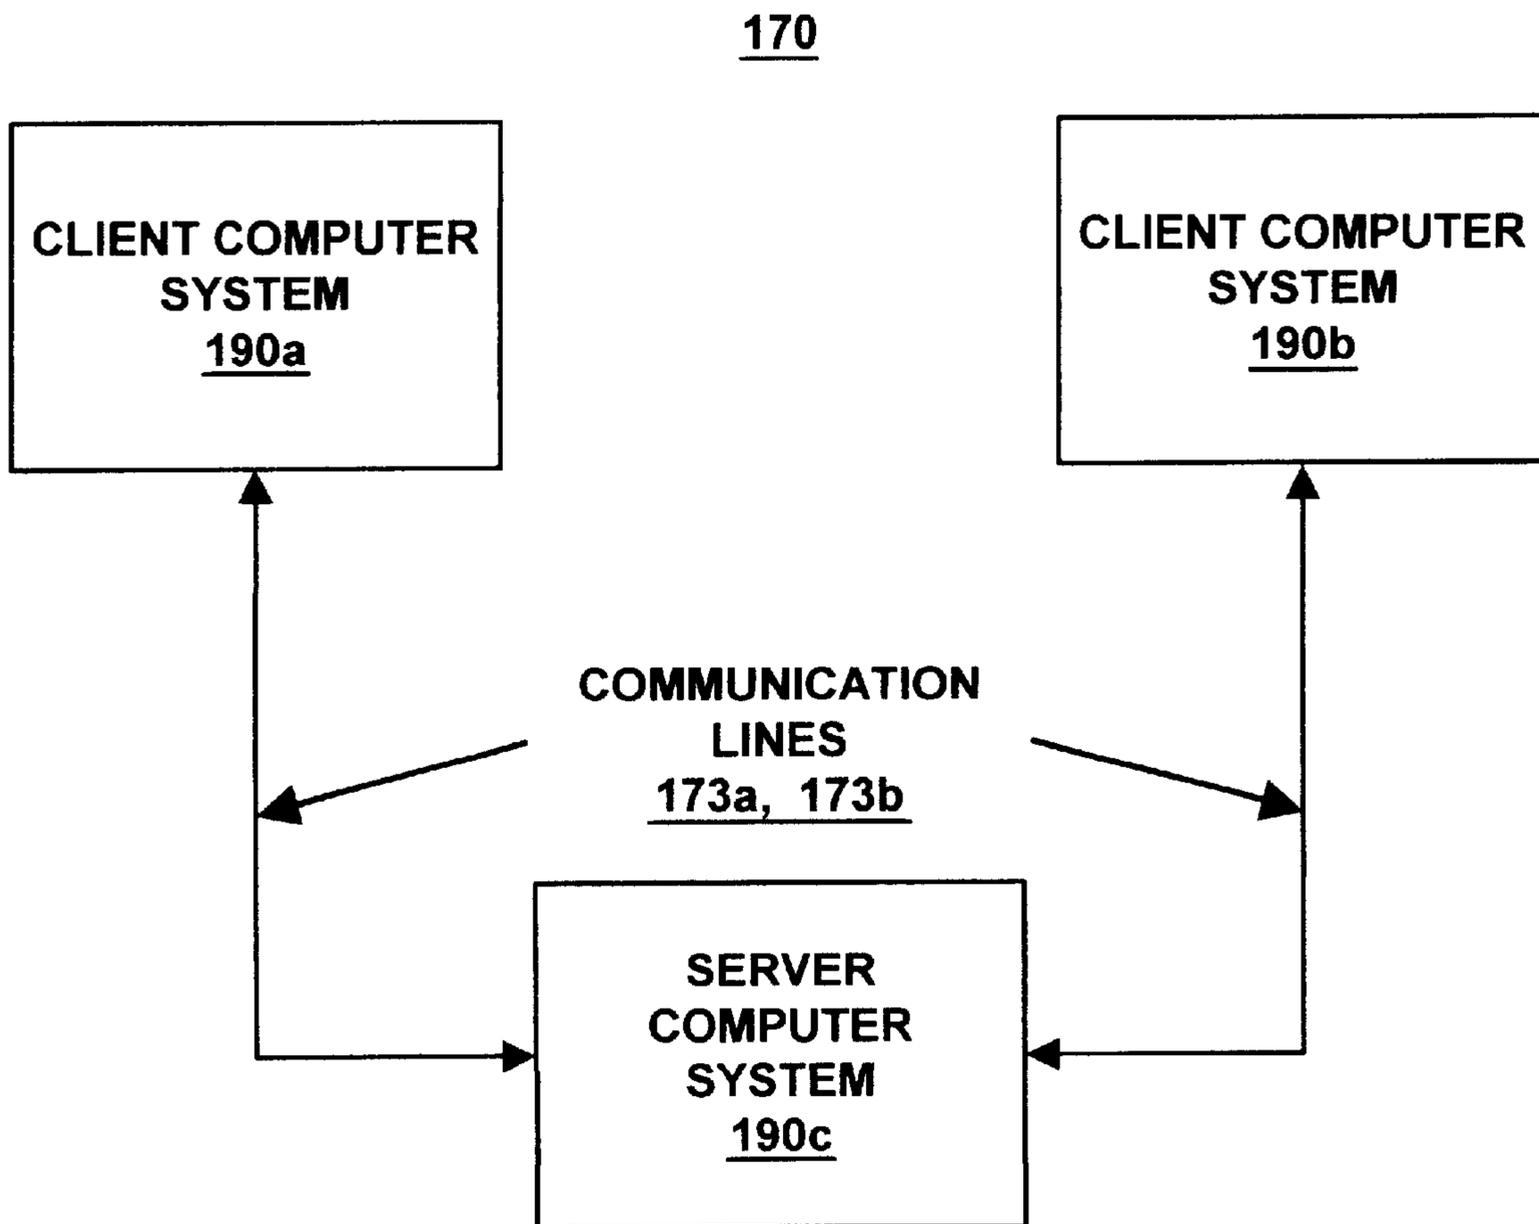 170
CLIENT COMPUTER
SYSTEM
190a
CLIENT COMPUTER
SYSTEM
190b
COMMUNICATION
LINES
173a, 173b
SERVER
COMPUTER
SYSTEM
190c